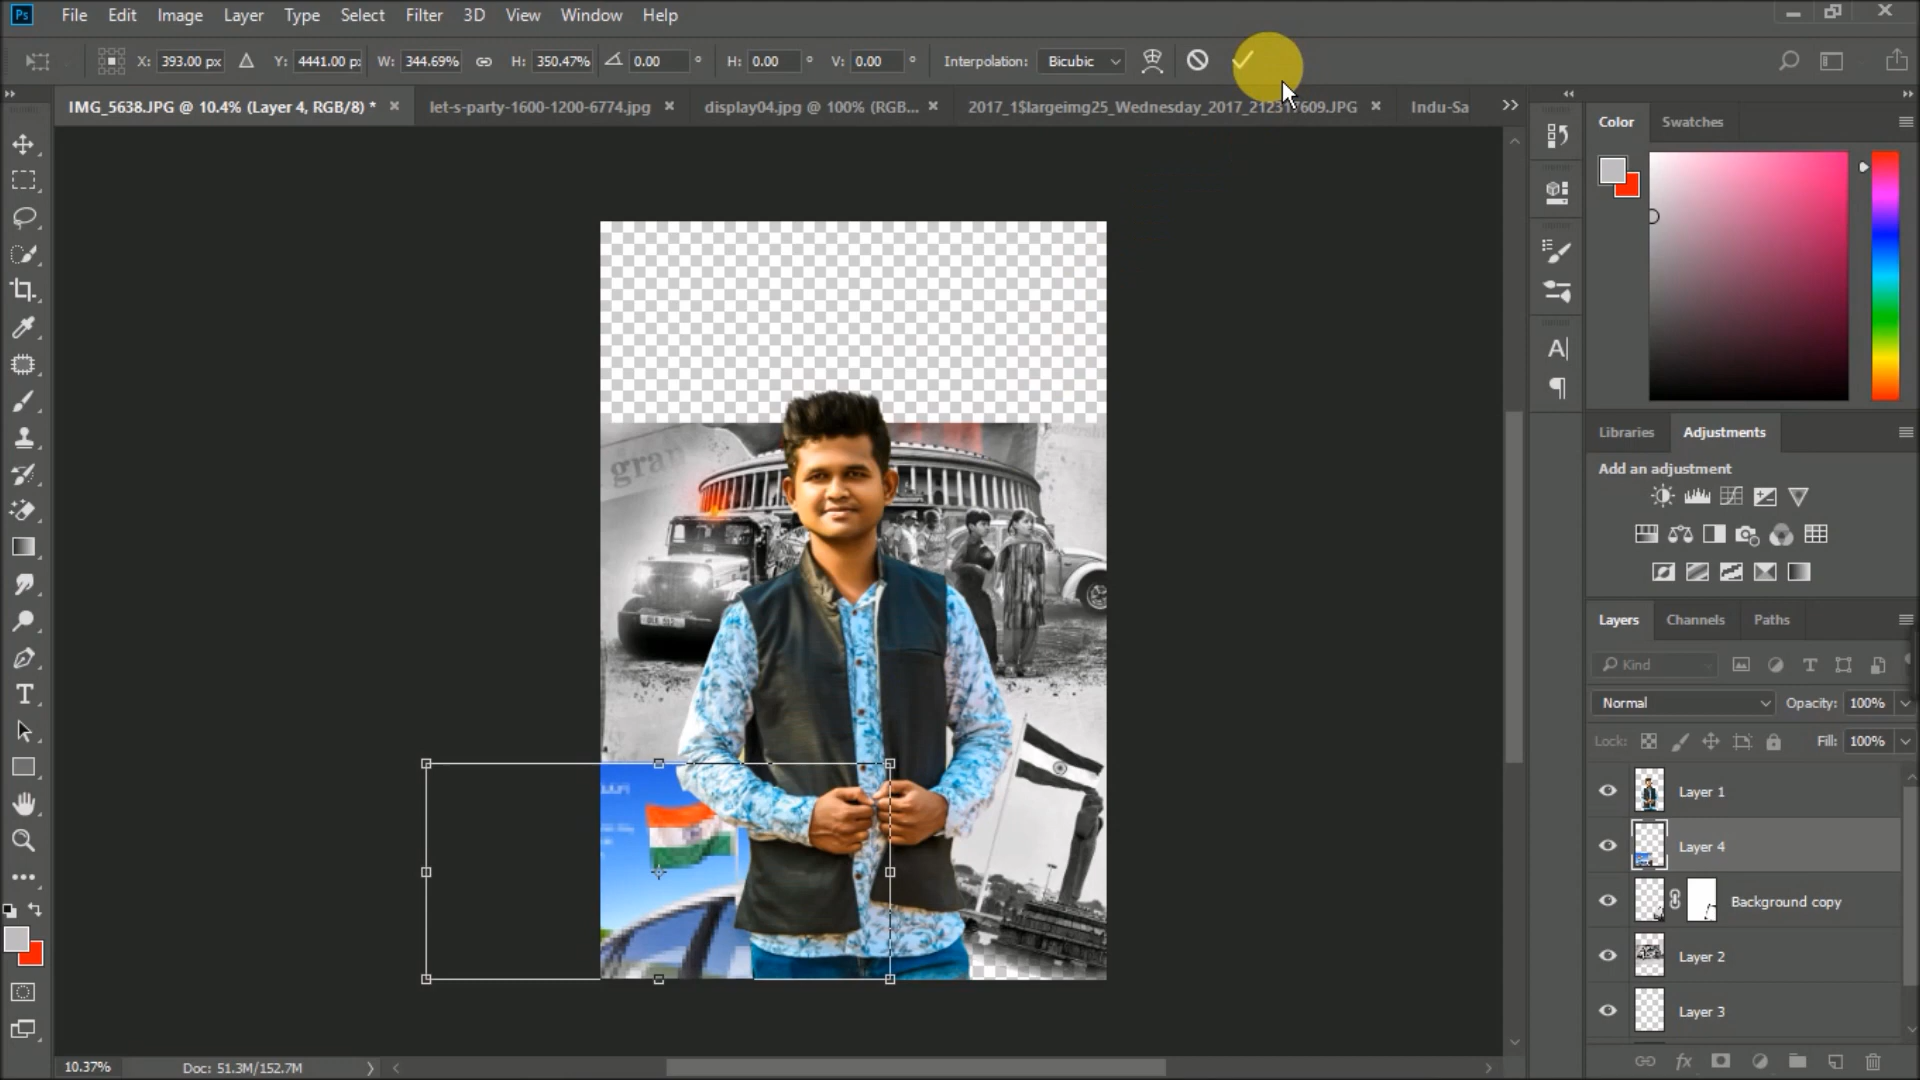 Ps File Edit Image Layer Type Select Filter 3D View Window Help
X: 393.00 px Y: 4441.00 p: W: 344.69% H: 350.47% 0.00 ° H: 0.00 ° V: 0.00 ° Interpolation: Bicubic
IMG_5638.JPG @ 10.4% (Layer 4, RGB/8) * let-s-party-1600-1200-6774.jpg display04.jpg @ 100% (RGB... 2017_1$largeimg25_Wednesday_2017_212317609.JPG Indu-Sa
Color Swatches
gran
Libraries Adjustments
Add an adjustment
Layers Channels Paths
Kind
Normal Opacity: 100%
Lock: Fill: 100%
Layer 1
Layer 4
Background copy
Layer 2
Layer 3
10.37% Doc: 51.3M/152.7M